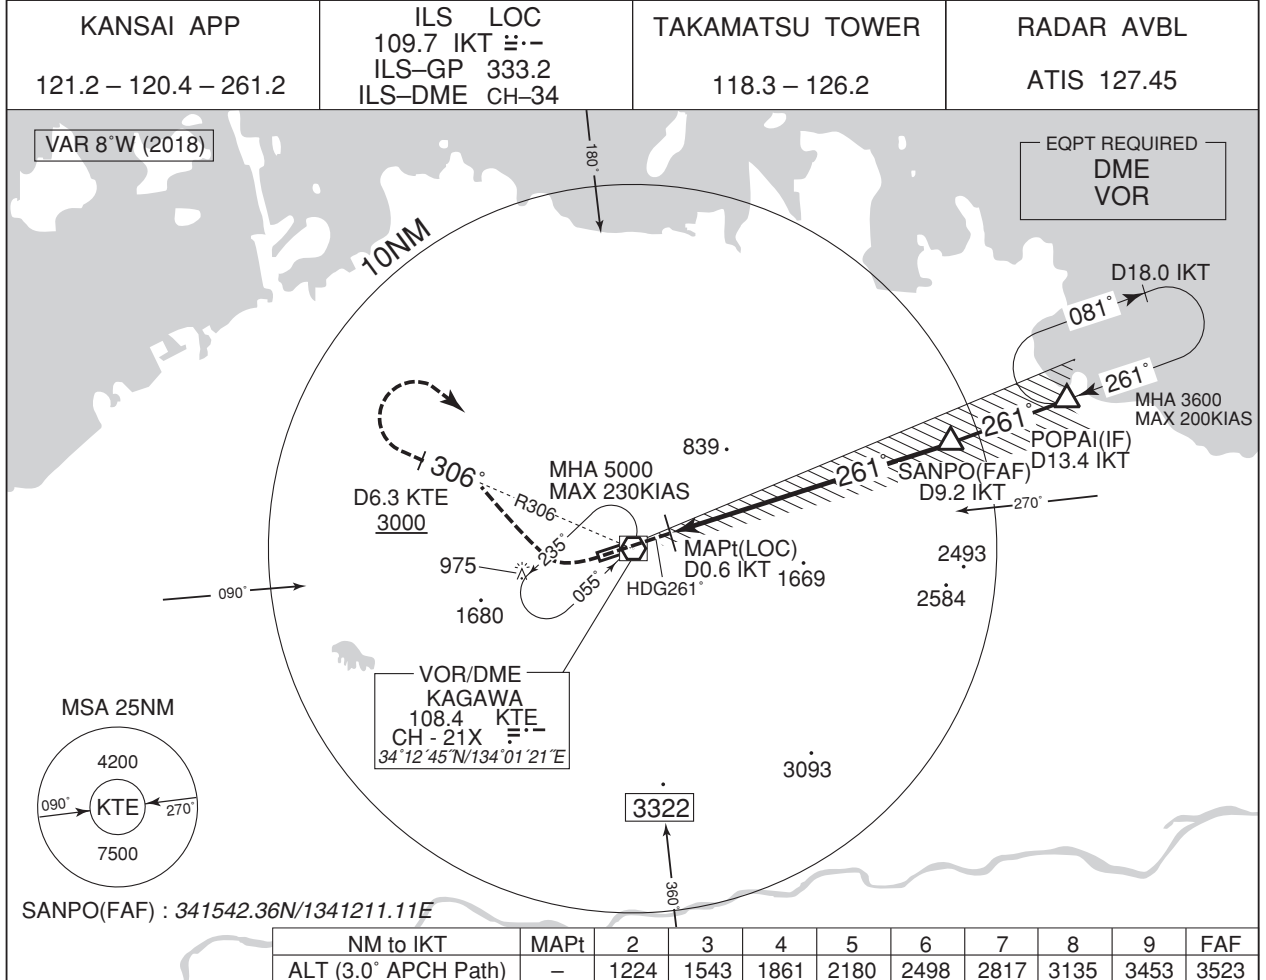 KANSAI APP
121.2 – 120.4 – 261.2
ILS LOC
109.7 IKT
ILS–GP 333.2
ILS–DME CH–34
TAKAMATSU TOWER
118.3 – 126.2
RADAR AVBL
ATIS 127.45
VAR 8°W (2018)
EQPT REQUIRED
DME
VOR
180°
10NM
D18.0 IKT
081°
261°
MHA 3600
MAX 200KIAS
261°
POPAI(IF)
D13.4 IKT
SANPO(FAF)
D9.2 IKT
261°
270°
839
306°
D6.3 KTE
3000
R306
MHA 5000
MAX 230KIAS
235°
055°
MAPt(LOC)
D0.6 IKT
HDG261°
975
1680
1669
2493
2584
090°
VOR/DME
KAGAWA
108.4 KTE
CH - 21X
34°12´45˝N/134°01´21˝E
MSA 25NM
4200
090°
KTE
270°
7500
3093
3322
360°
SANPO(FAF) : 341542.36N/1341211.11E
NM to IKT MAPt 2 3 4 5 6 7 8 9 FAF
ALT (3.0° APCH Path) – 1224 1543 1861 2180 2498 2817 3135 3453 3523